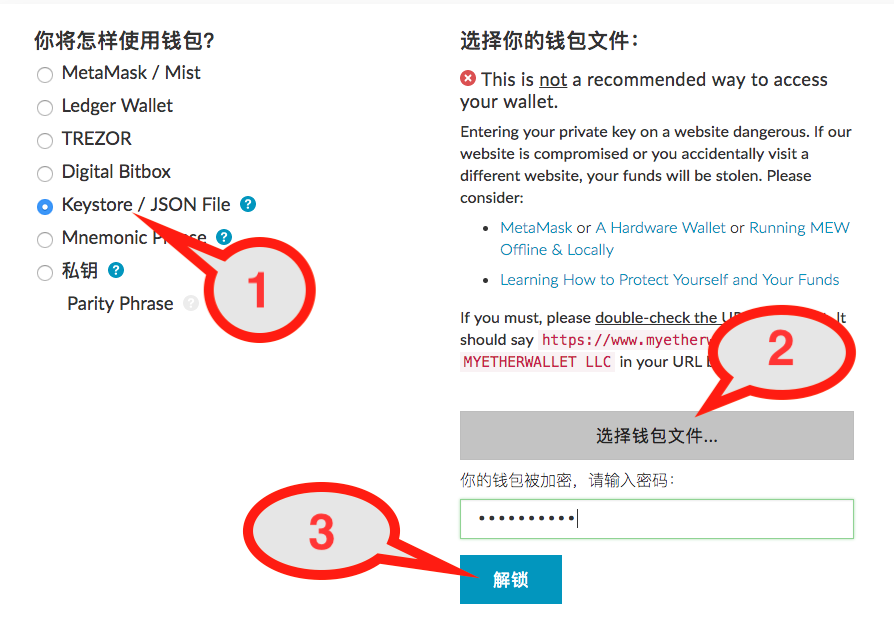 你将怎样使用钱包?
MetaMask / Mist
Ledger Wallet
TREZOR
Digital Bitbox
Keystore / JSON File ?
Mnemonic ?
私钥 ?
Parity Phrase ?
1
选择你的钱包文件：
This is not a recommended way to access
your wallet.
Entering your private key on a website dangerous. If our
website is compromised or you accidentally visit a
different website, your funds will be stolen. Please
consider:
• MetaMask or A Hardware Wallet or Running MEW
Offline & Locally
• Learning How to Protect Yourself and Your Funds
If you must, please double-check the It
should say https://www.myether
MYETHERWALLET LLC in your URL
2
选择钱包文件...
你的钱包被加密，请输入密码：
••••••••••
3
解锁